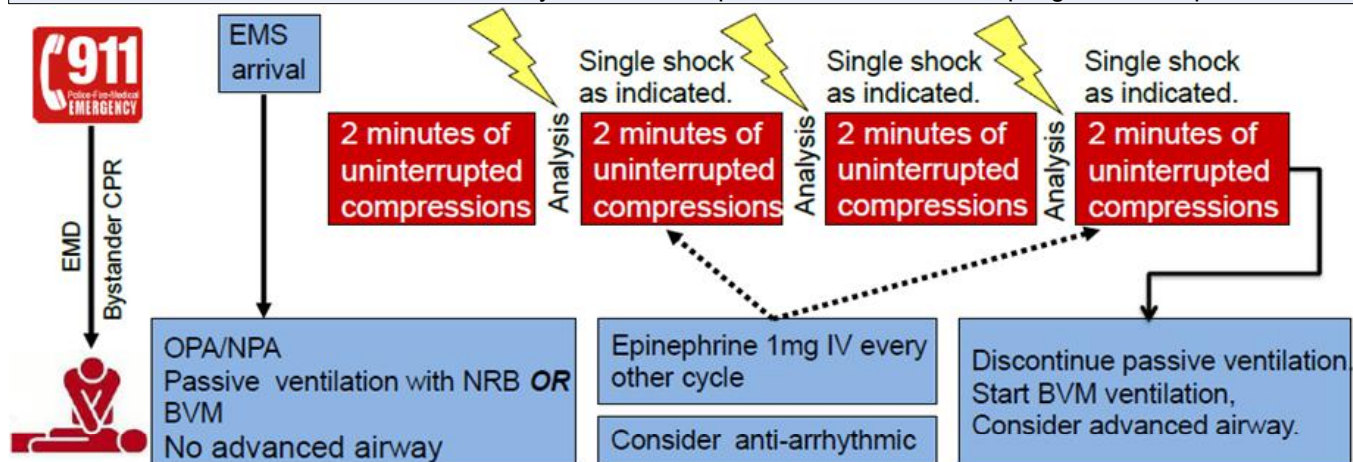 911
Police-Fire-Medical
EMERGENCY
EMD
Bystander CPR
EMS
arrival
2 minutes of
uninterrupted
compressions
Analysis
Single shock
as indicated.
2 minutes of
uninterrupted
compressions
Analysis
Single shock
as indicated.
2 minutes of
uninterrupted
compressions
Analysis
Single shock
as indicated.
2 minutes of
uninterrupted
compressions
OPA/NPA
Passive ventilation with NRB OR
BVM
No advanced airway
Epinephrine 1mg IV every
other cycle
Consider anti-arrhythmic
Discontinue passive ventilation.
Start BVM ventilation,
Consider advanced airway.